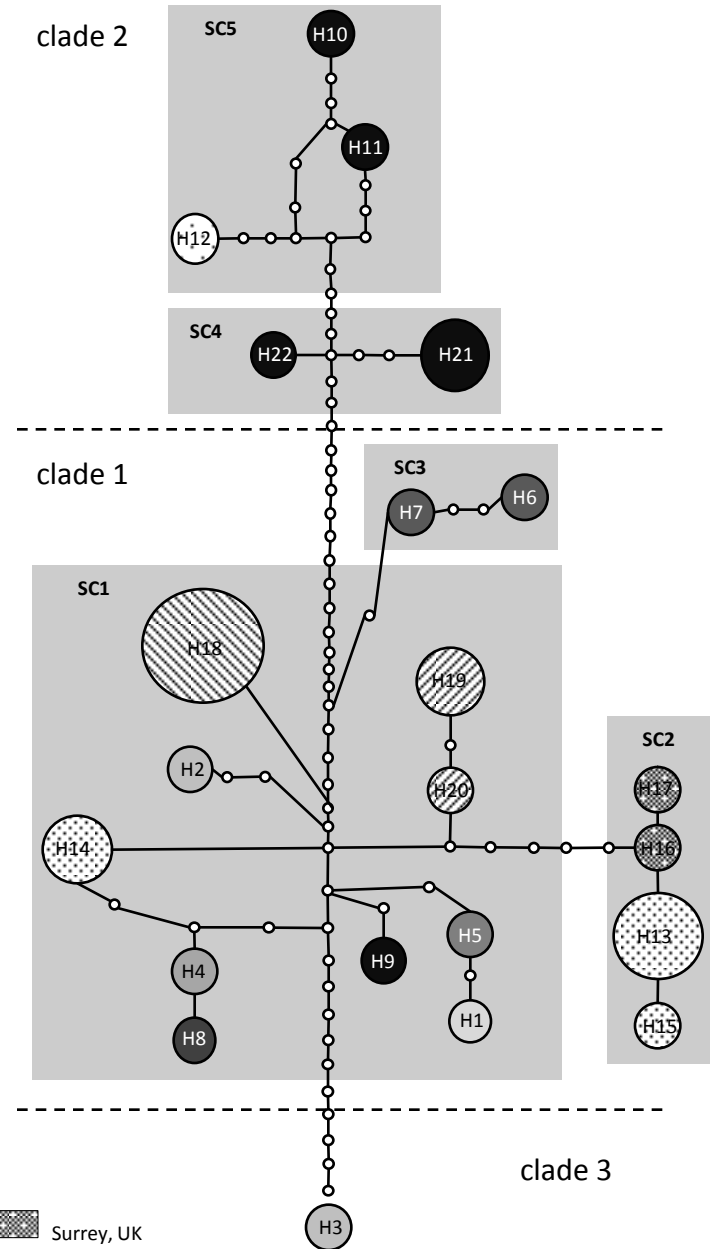 clade 2
SC5
H10
H11
H12
SC4
H22
H21
clade 1
SC3
H7
H6
SC1
H18
H19
H2
H20
SC2
H17
H14
H16
H13
H5
H9
H4
H1
H15
H8
clade 3
H3
Surrey, UK